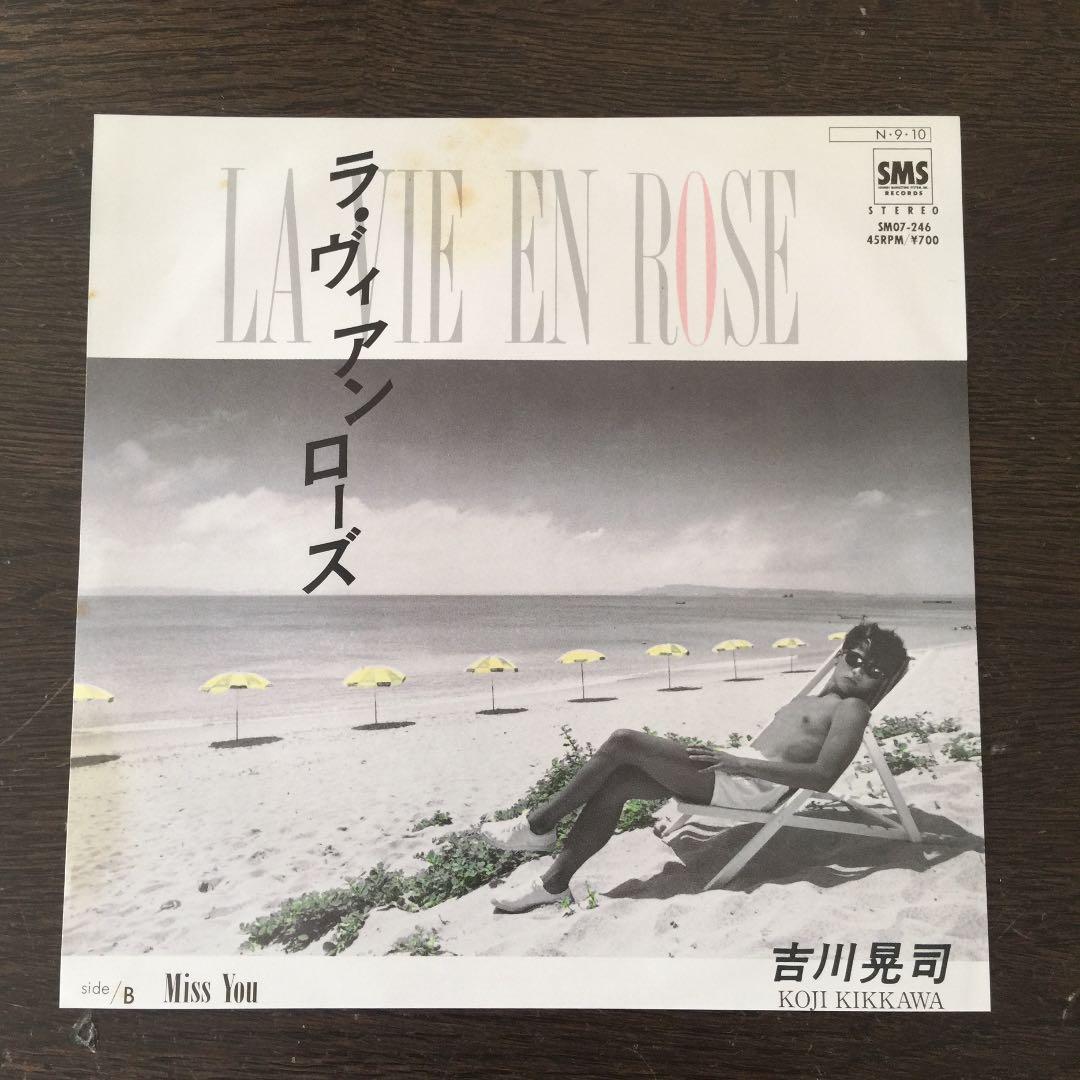 N・9・10
SMS
RECORDS
STEREO
SM07-246
45RPM/¥700
LA VIE EN ROSE
ラ・ヴィアン ローズ
吉川晃司
KOJI KIKKAWA
side/B Miss You